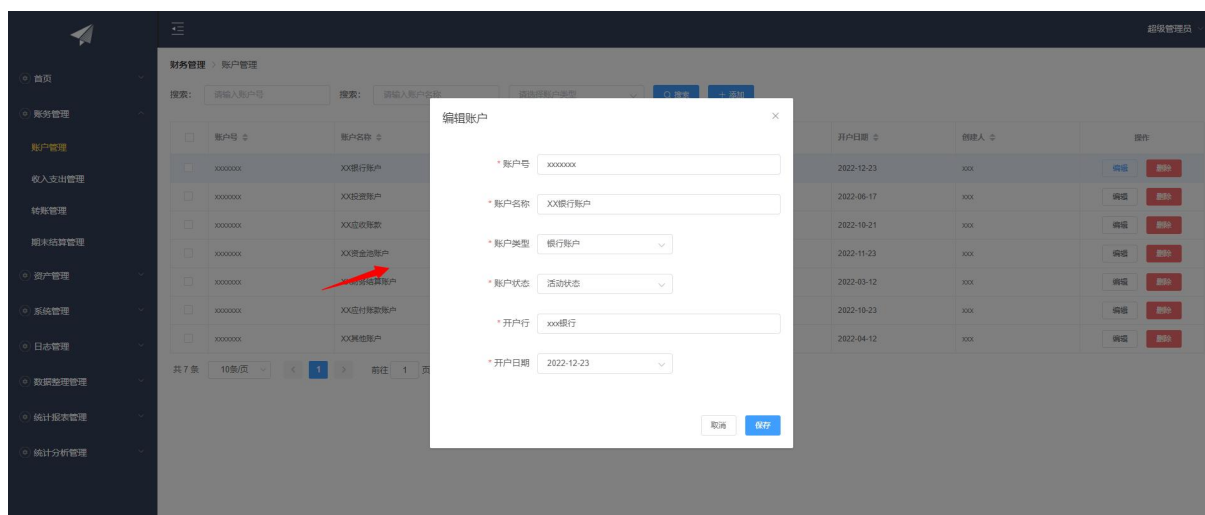 超级管理员
财务管理 > 账户管理
首页
搜索: 请输入账户号 搜索: 请输入账户名称 请选择账户类型 搜索 + 添加
账务管理
编辑账户 ×
账户号 账户名称 开户日期 创建人 操作
账户管理
xxxxxxx XX银行账户 2022-12-23 xxx 编辑 删除
* 账户号 xxxxxxx
收入支出管理
xxxxxxx XX投资账户 2022-06-17 xxx 编辑 删除
* 账户名称 XX银行账户
转账管理
xxxxxxx XX应收账款 2022-10-21 xxx 编辑 删除
期末结算管理
* 账户类型 银行账户
xxxxxxx XX资金池账户 2022-11-23 xxx 编辑 删除
资产管理
xxxxxxx 结算账户 2022-03-12 xxx 编辑 删除
* 账户状态 活动状态
系统管理
xxxxxxx XX应付账款账户 2022-10-23 xxx 编辑 删除
* 开户行 xxx银行
日志管理
xxxxxxx XX其他账户 2022-04-12 xxx 编辑 删除
* 开户日期 2022-12-23
共 7 条 10条/页 < 1 > 前往 1 页
数据整理管理
统计报表管理
取消 保存
统计分析管理